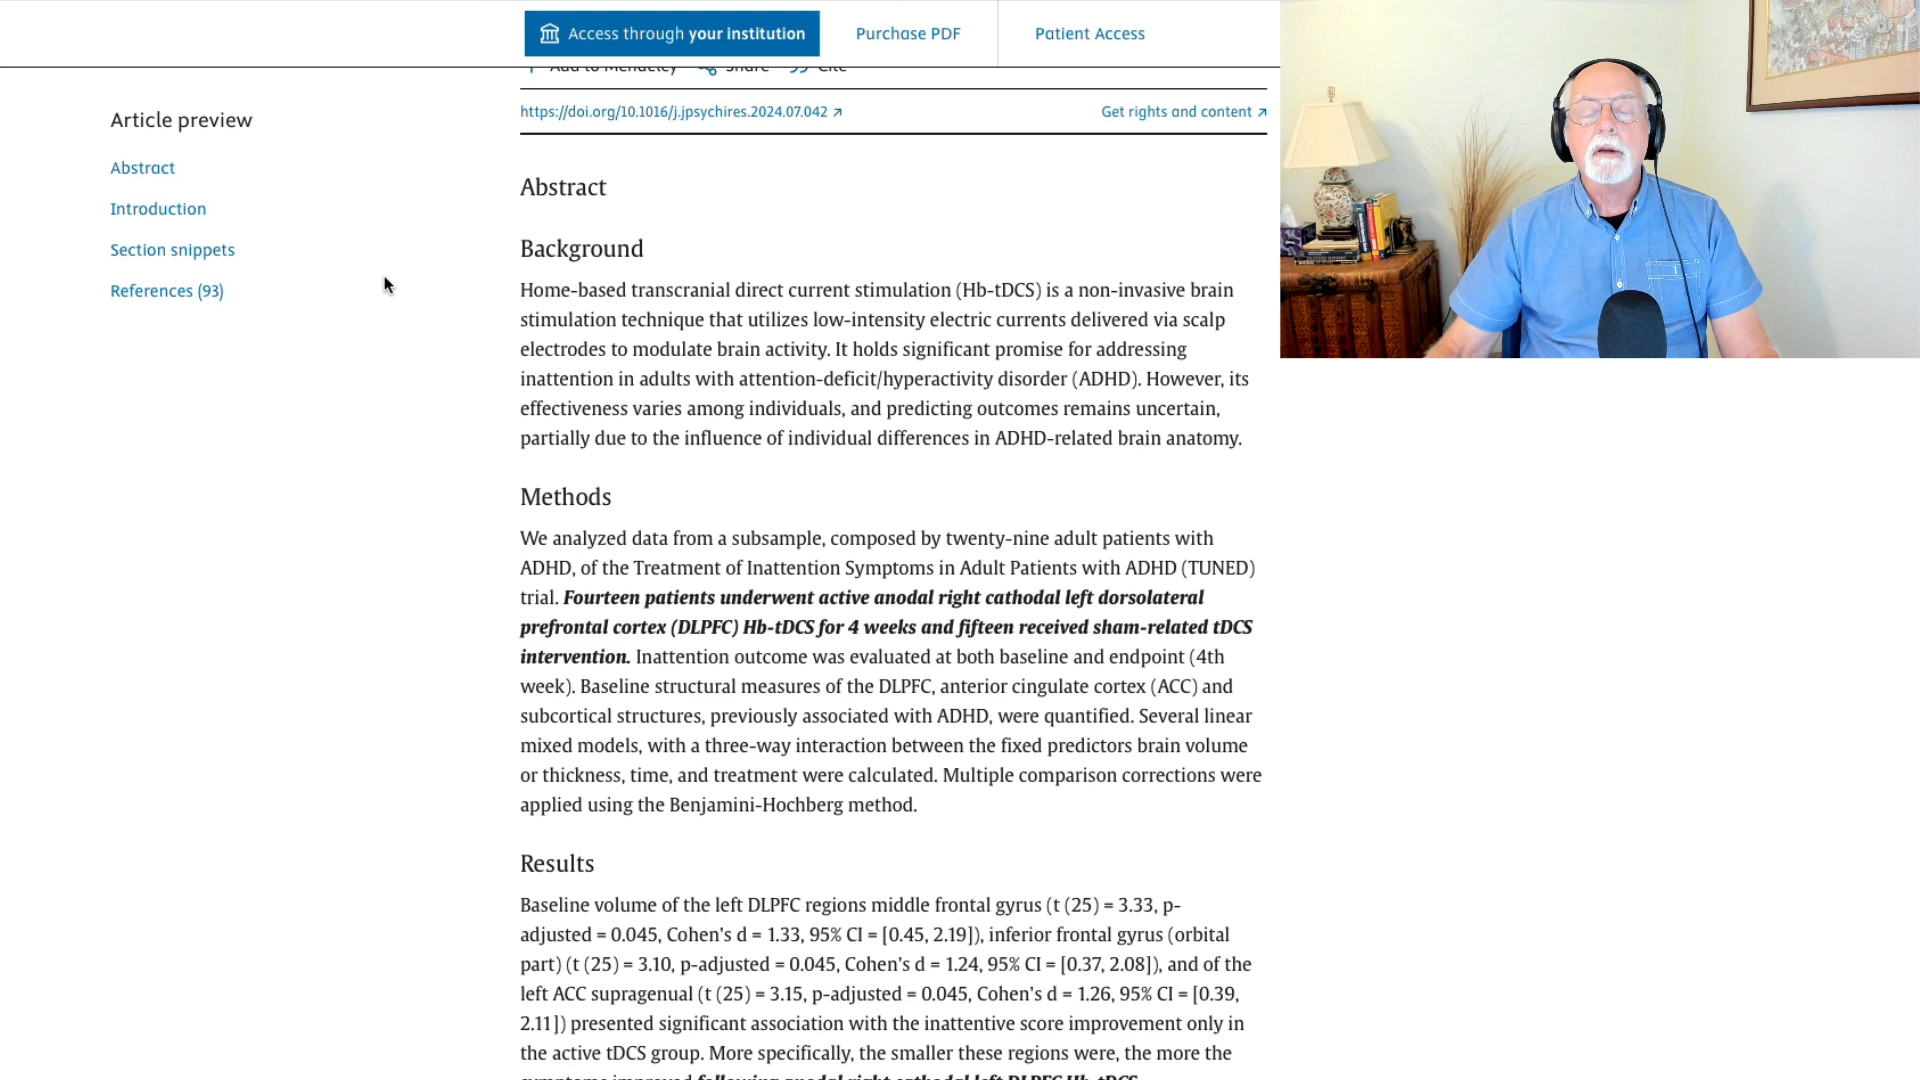 Access through your institution
Purchase PDF
Patient Access
Add to Mendeley Share Cite
https://doi.org/10.1016/j.jpsychires.2024.07.042 ↗
Get rights and content ↗
Article preview
Abstract
Introduction
Section snippets
References (93)
Abstract
Background
Home-based transcranial direct current stimulation (Hb-tDCS) is a non-invasive brain
stimulation technique that utilizes low-intensity electric currents delivered via scalp
electrodes to modulate brain activity. It holds significant promise for addressing
inattention in adults with attention-deficit/hyperactivity disorder (ADHD). However, its
effectiveness varies among individuals, and predicting outcomes remains uncertain,
partially due to the influence of individual differences in ADHD-related brain anatomy.
Methods
We analyzed data from a subsample, composed by twenty-nine adult patients with
ADHD, of the Treatment of Inattention Symptoms in Adult Patients with ADHD (TUNED)
trial. Fourteen patients underwent active anodal right cathodal left dorsolateral
prefrontal cortex (DLPFC) Hb-tDCS for 4 weeks and fifteen received sham-related tDCS
intervention. Inattention outcome was evaluated at both baseline and endpoint (4th
week). Baseline structural measures of the DLPFC, anterior cingulate cortex (ACC) and
subcortical structures, previously associated with ADHD, were quantified. Several linear
mixed models, with a three-way interaction between the fixed predictors brain volume
or thickness, time, and treatment were calculated. Multiple comparison corrections were
applied using the Benjamini-Hochberg method.
Results
Baseline volume of the left DLPFC regions middle frontal gyrus (t (25) = 3.33, p-
adjusted = 0.045, Cohen's d = 1.33, 95% CI = [0.45, 2.19]), inferior frontal gyrus (orbital
part) (t (25) = 3.10, p-adjusted = 0.045, Cohen's d = 1.24, 95% CI = [0.37, 2.08]), and of the
left ACC supragenual (t (25) = 3.15, p-adjusted = 0.045, Cohen's d = 1.26, 95% CI = [0.39,
2.11]) presented significant association with the inattentive score improvement only in
the active tDCS group. More specifically, the smaller these regions were, the more the
symptoms improved following anodal right cathodal left DLPFC Hb-tDCS.